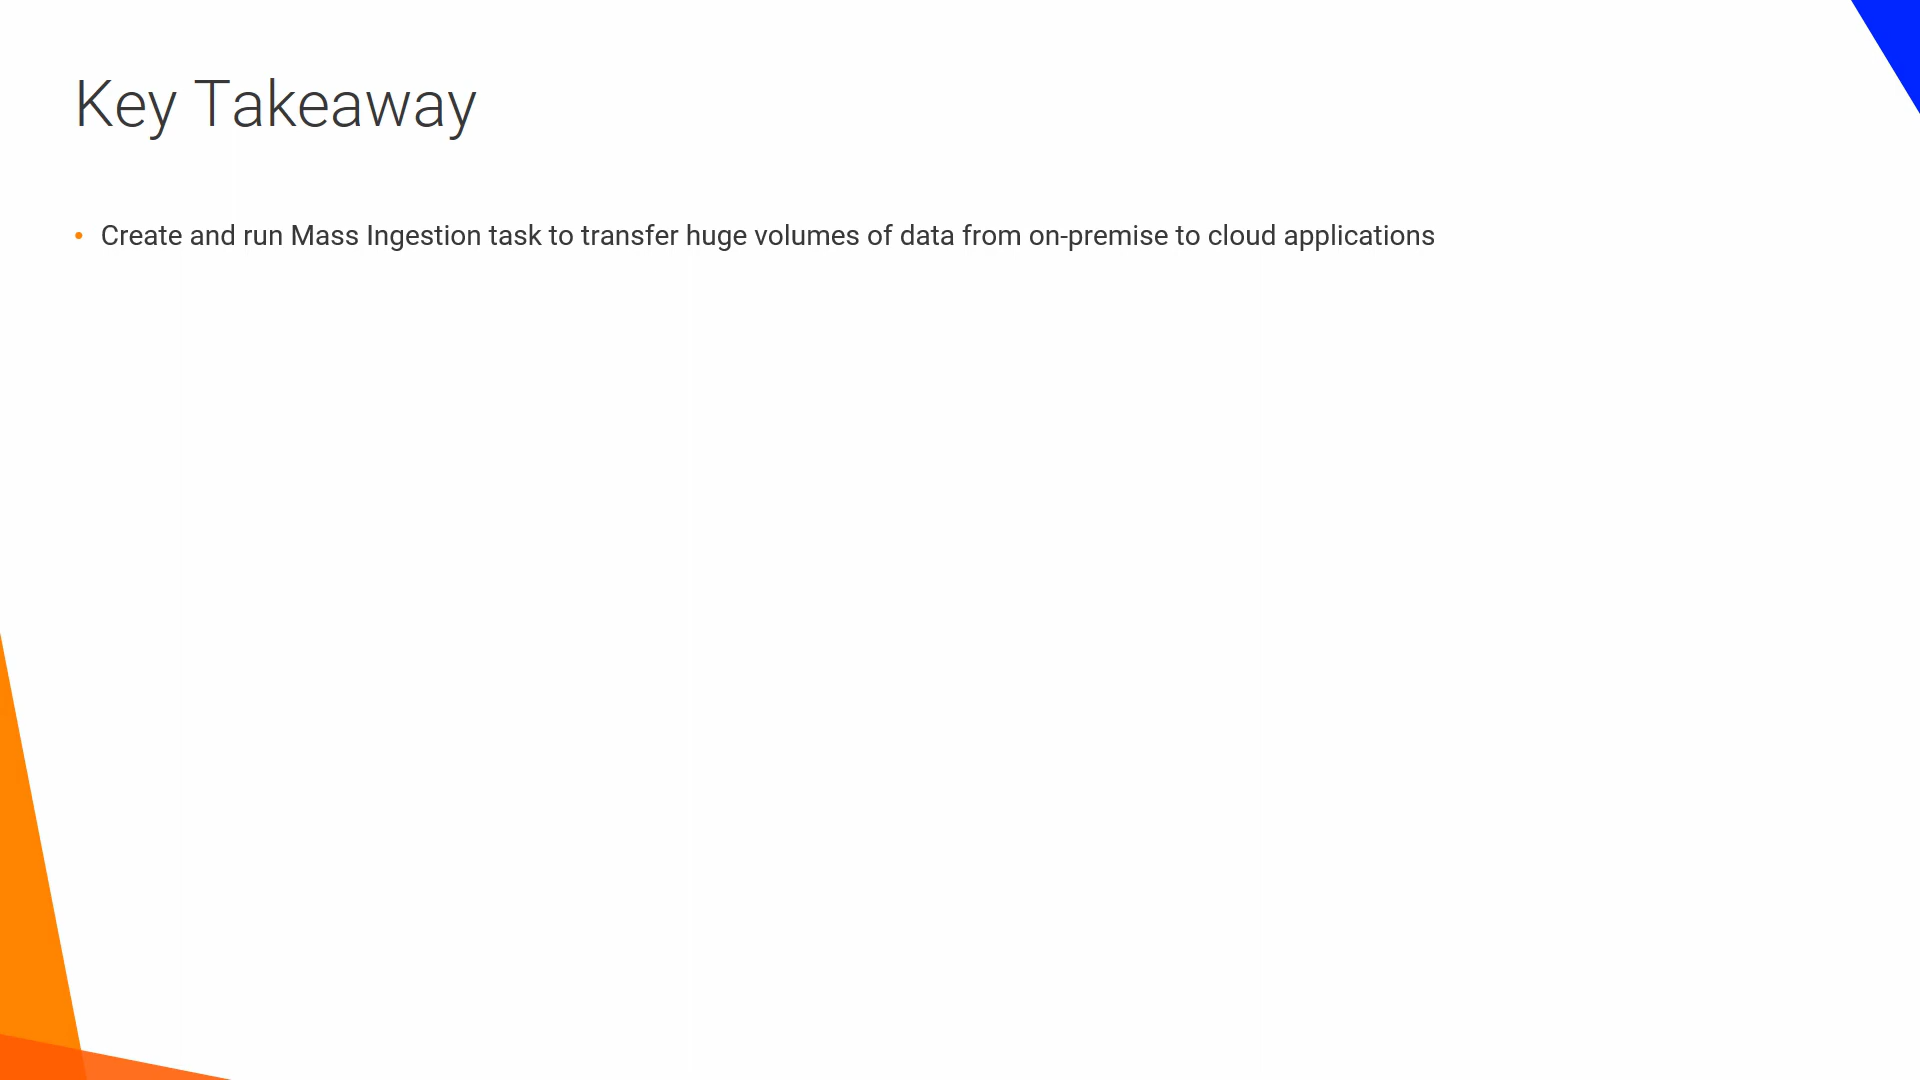 Key Takeaway
• Create and run Mass Ingestion task to transfer huge volumes of data from on-premise to cloud applications